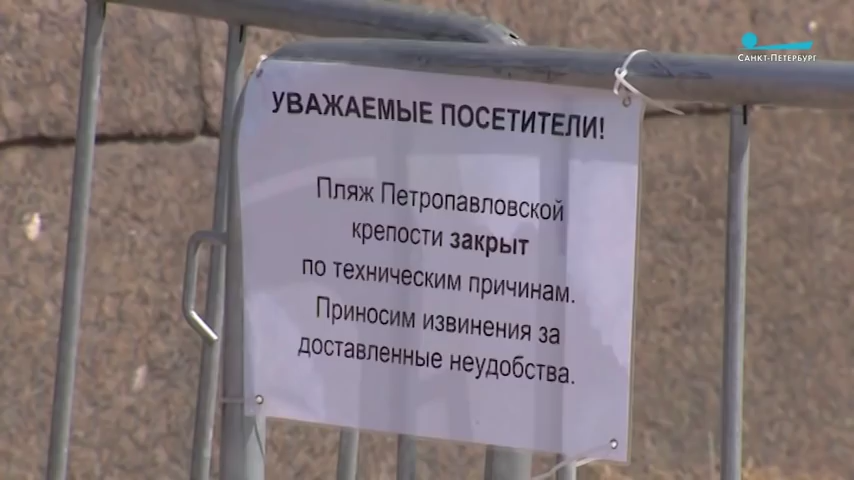 Санкт-Петербург
УВАЖАЕМЫЕ ПОСЕТИТЕЛИ!
Пляж Петропавловской
крепости закрыт
по техническим причинам.
Приносим извинения за
доставленные неудобства.